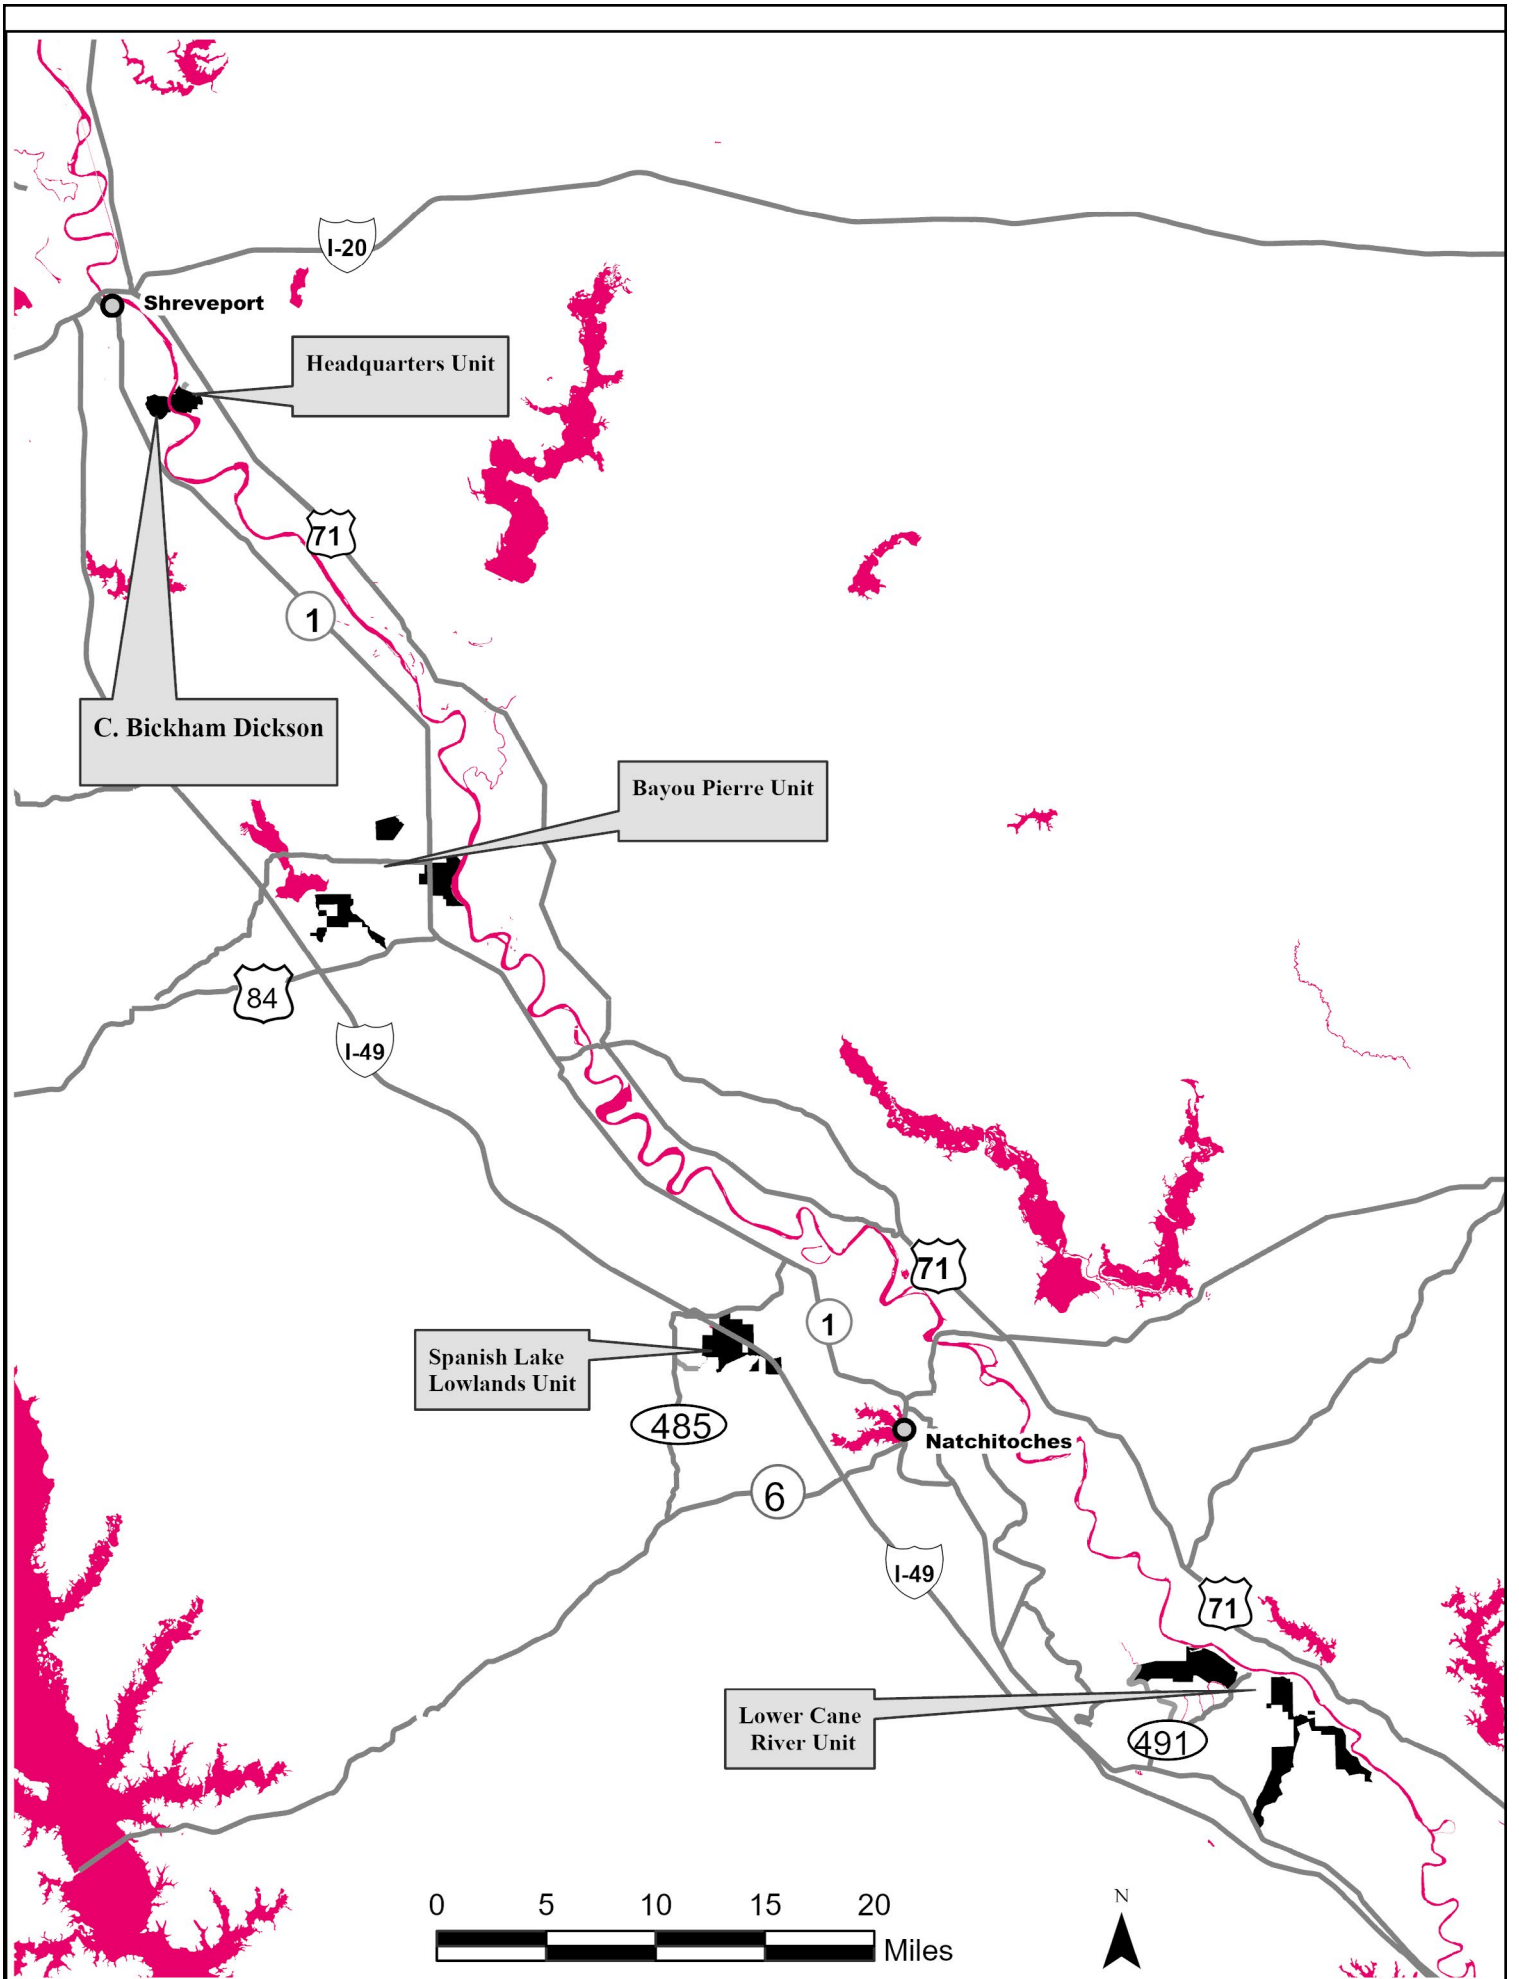 I-20
Shreveport
Headquarters Unit
71
1
C. Bickham Dickson
Bayou Pierre Unit
84
I-49
71
1
Spanish Lake
Lowlands Unit
485
Natchitoches
6
I-49
71
Lower Cane
River Unit
491
0 5 10 15 20
Miles
N